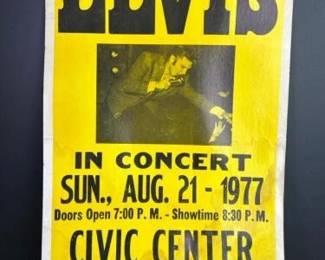 ELVIS
IN CONCERT
SUN., AUG. 21 - 1977
Doors Open 7:00 P. M. - Showtime 8:30 P.M.
CIVIC CENTER